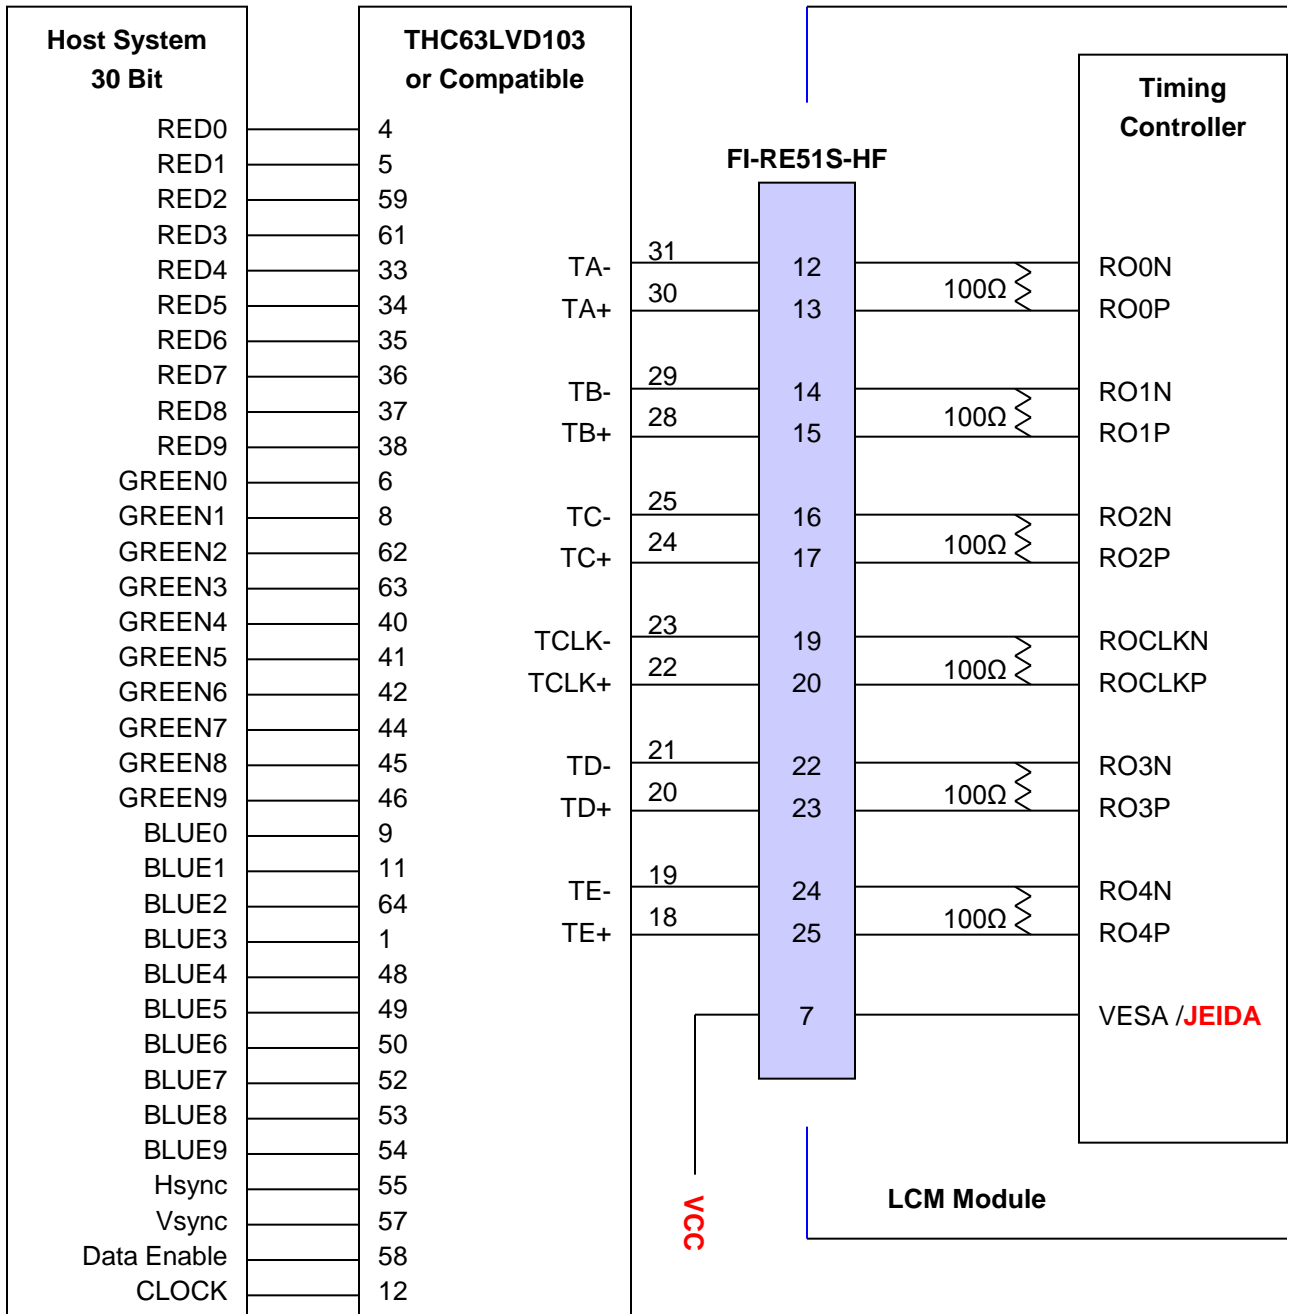 Host System
30 Bit
RED0
RED1
RED2
RED3
RED4
RED5
RED6
RED7
RED8
RED9
GREEN0
GREEN1
GREEN2
GREEN3
GREEN4
GREEN5
GREEN6
GREEN7
GREEN8
GREEN9
BLUE0
BLUE1
BLUE2
BLUE3
BLUE4
BLUE5
BLUE6
BLUE7
BLUE8
BLUE9
Hsync
Vsync
Data Enable
CLOCK
THC63LVD103
or Compatible
4
5
59
61
33
34
35
36
37
38
6
8
62
63
40
41
42
44
45
46
9
11
64
1
48
49
50
52
53
54
55
57
58
12
TA-
TA+
TB-
TB+
TC-
TC+
TCLK-
TCLK+
TD-
TD+
TE-
TE+
31
30
29
28
25
24
23
22
21
20
19
18
VCC
FI-RE51S-HF
12
13
14
15
16
17
19
20
22
23
24
25
7
100Ω
100Ω
100Ω
100Ω
100Ω
100Ω
Timing
Controller
RO0N
RO0P
RO1N
RO1P
RO2N
RO2P
ROCLKN
ROCLKP
RO3N
RO3P
RO4N
RO4P
VESA /JEIDA
LCM Module